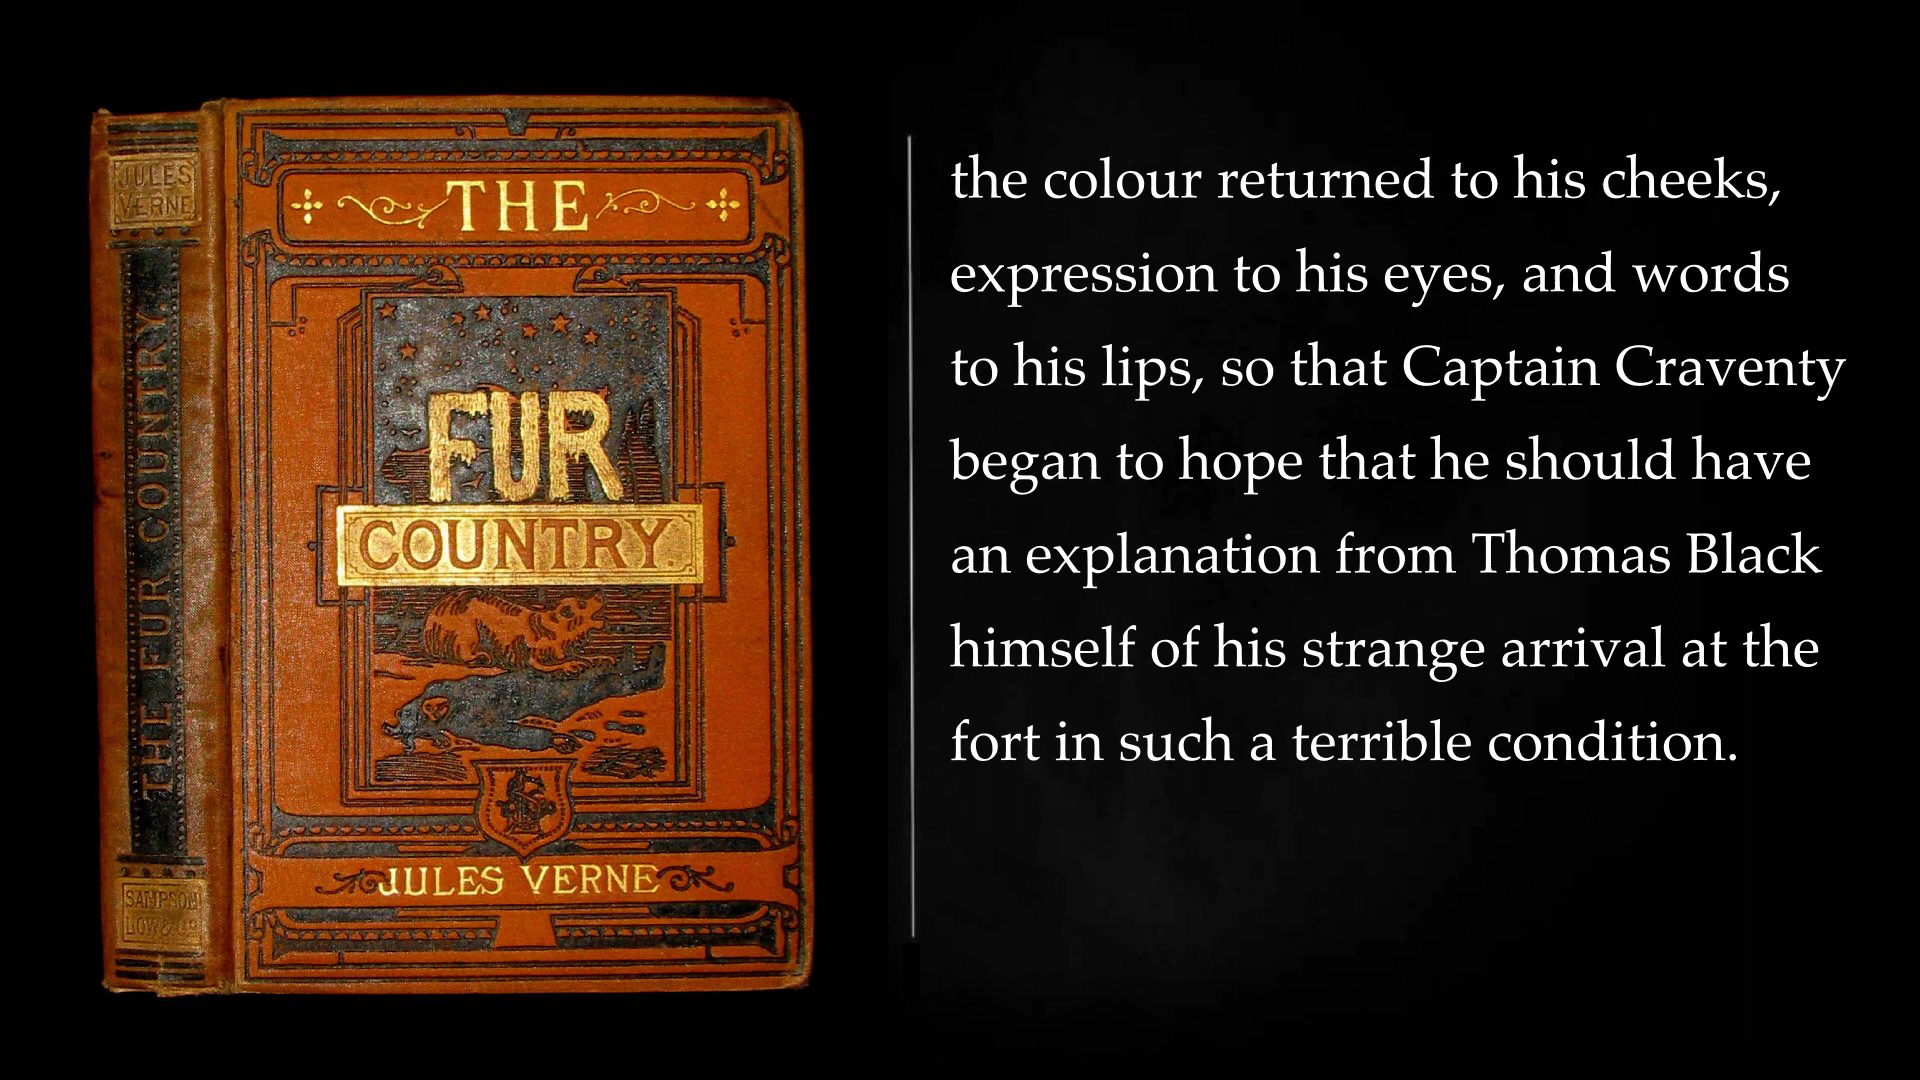 JULES
VERNE
THE FUR COUNTRY.
SAMPSON
LOW & Co
THE
FUR
COUNTRY.
JULES VERNE
the colour returned to his cheeks,
expression to his eyes, and words
to his lips, so that Captain Craventy
began to hope that he should have
an explanation from Thomas Black
himself of his strange arrival at the
fort in such a terrible condition.